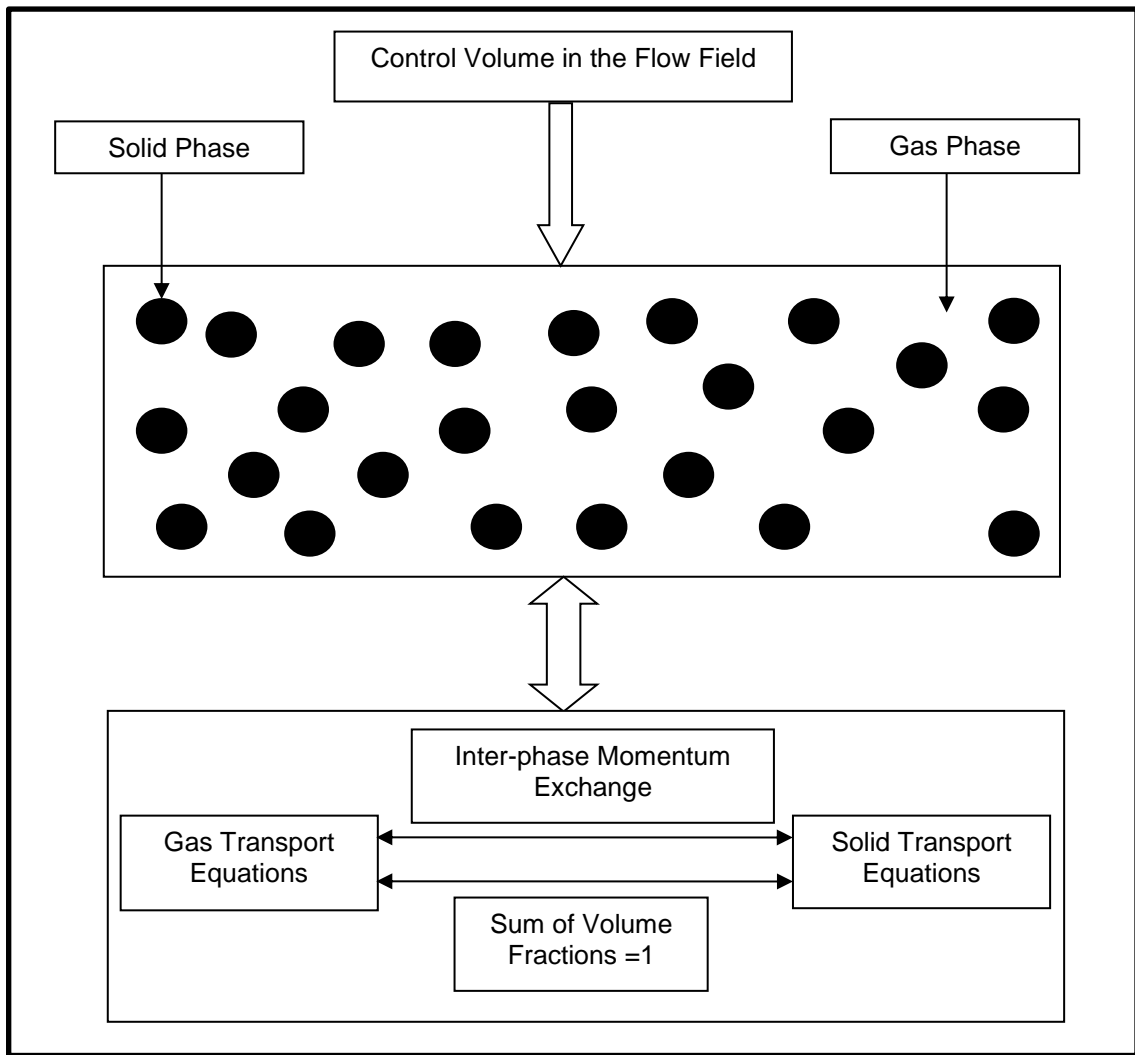 Control Volume in the Flow Field
Solid Phase
Gas Phase
Inter-phase Momentum
Exchange
Gas Transport
Equations
Solid Transport
Equations
Sum of Volume
Fractions =1